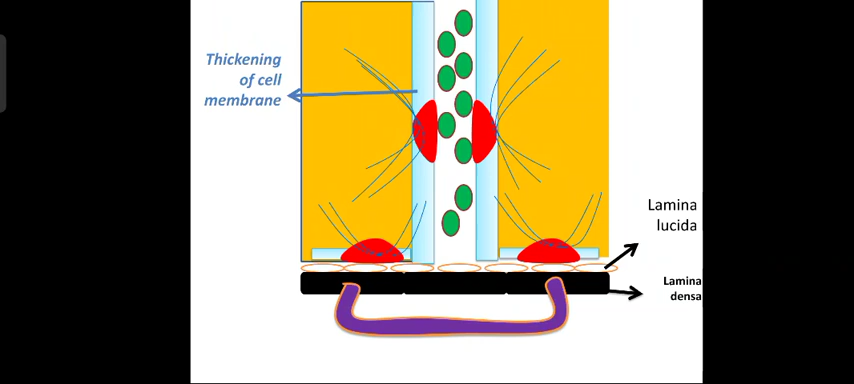 Thickening
of cell
membrane
Lamina
lucida
Lamina
densa